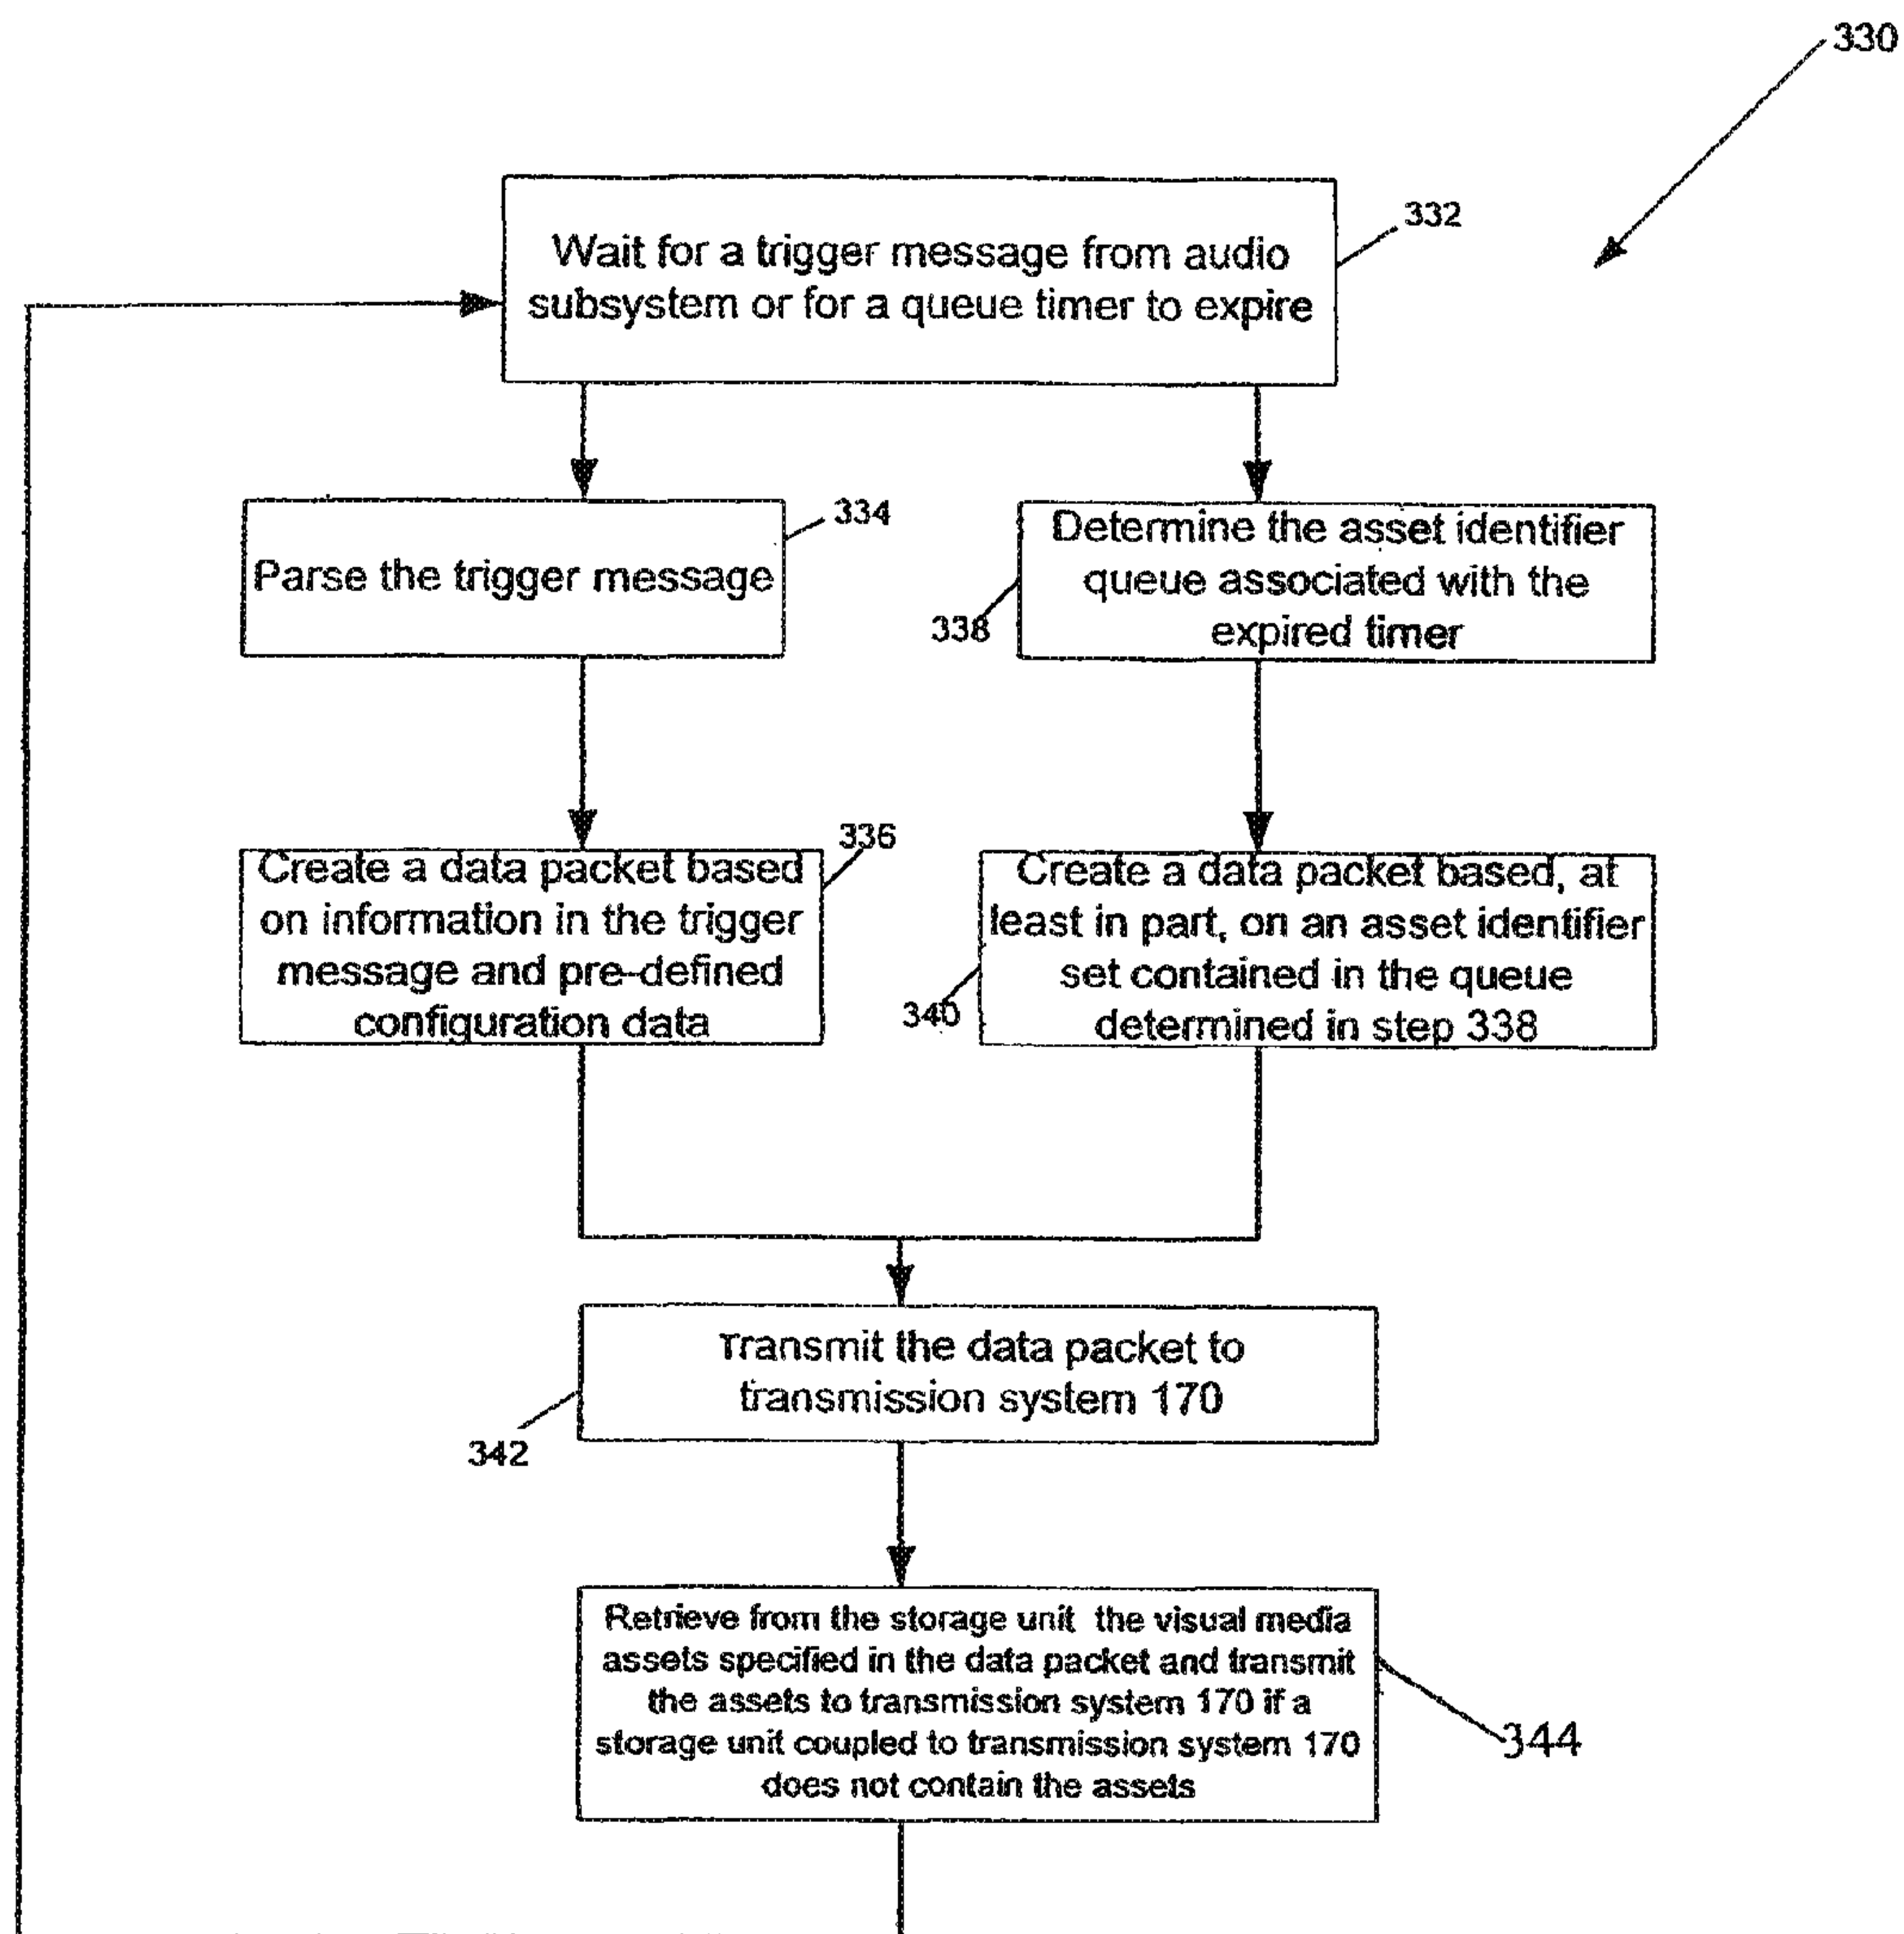 330
Wait for a trigger message from audio
subsystem or for a queue timer to expire
332
Parse the trigger message
334
Determine the asset identifier
queue associated with the
expired timer
338
Create a data packet based
on information in the trigger
message and pre-defined
configuration data
336
Create a data packet based, at
least in part, on an asset identifier
set contained in the queue
determined in step 338
340
Transmit the data packet to
transmission system 170
342
Retrieve from the storage unit the visual media
assets specified in the data packet and transmit
the assets to transmission system 170 if a
storage unit coupled to transmission system 170
does not contain the assets
344